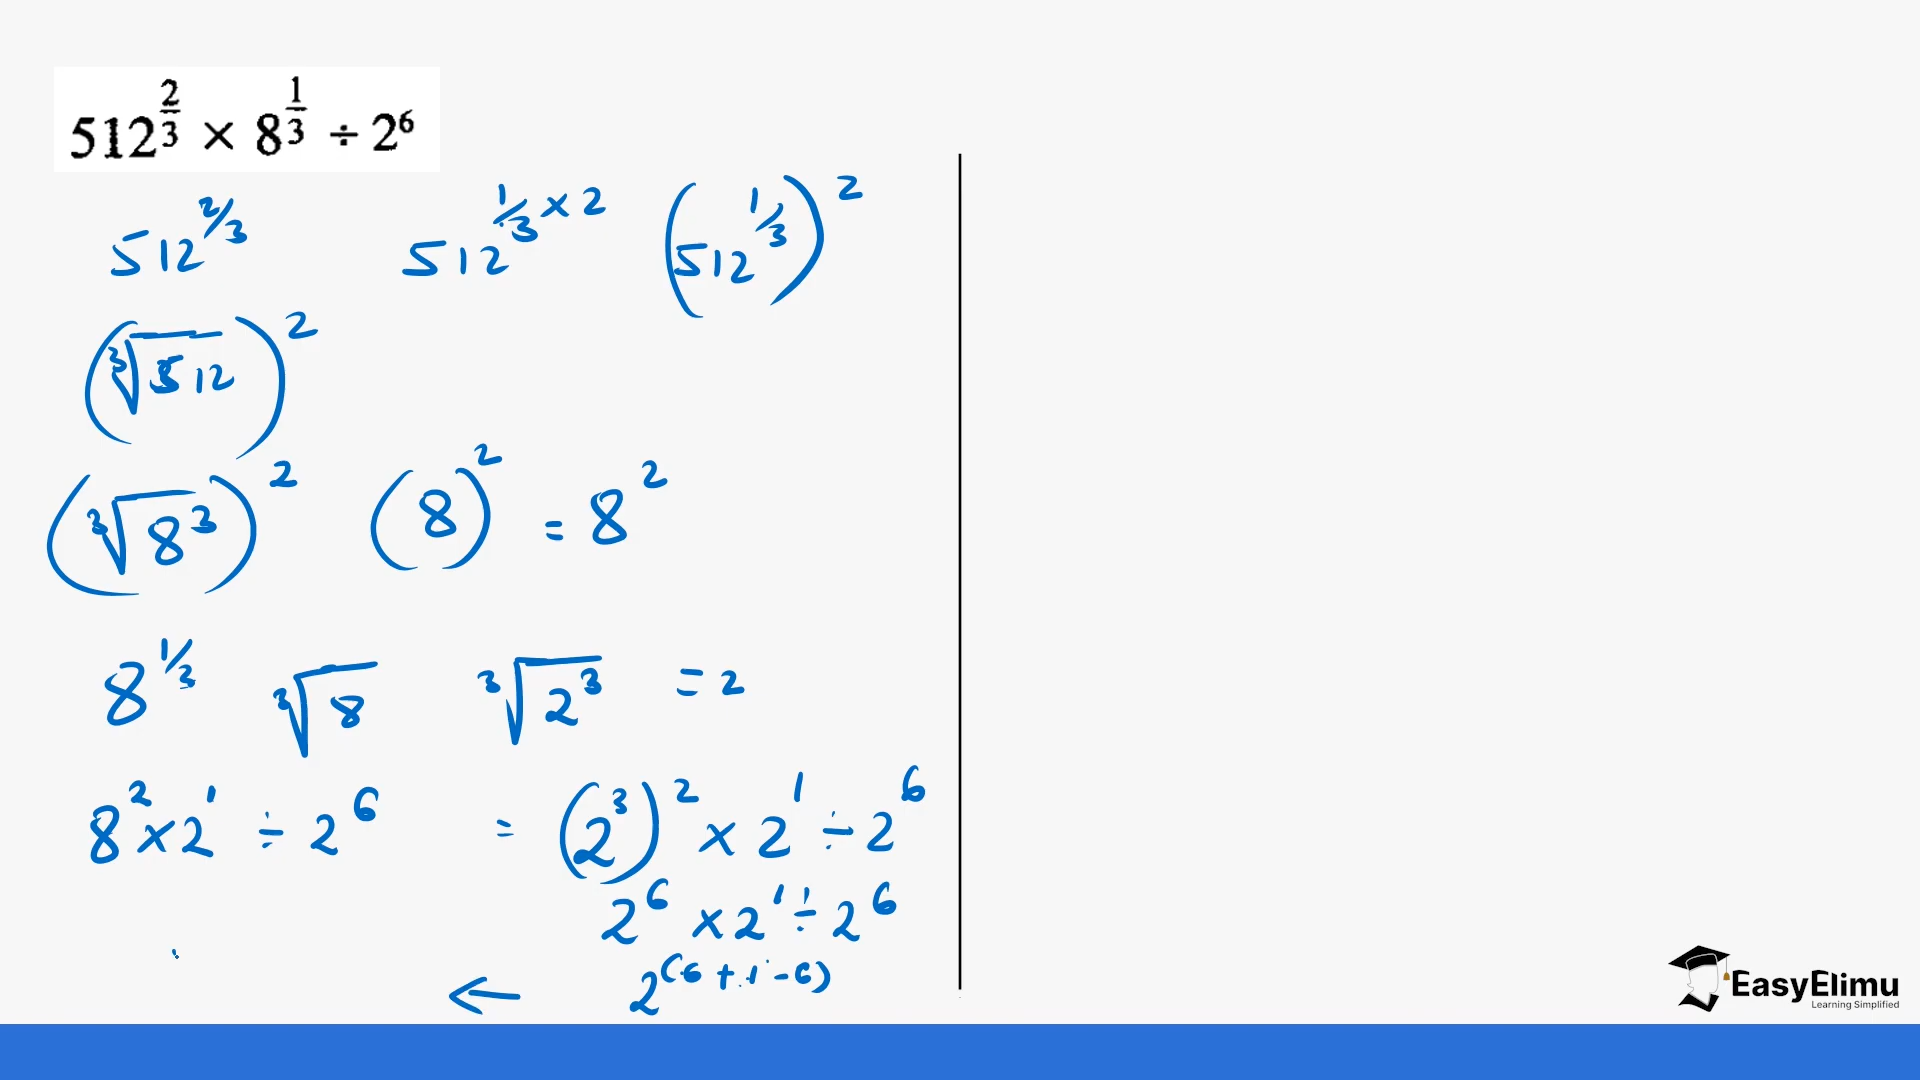 512^{\frac{2}{3}} × 8^{\frac{1}{3}} ÷ 2^6
512^{2/3} 512^{1/3 × 2} (512^{1/3})^2
(∛512)^2
(∛8^3)^2 (8)^2 = 8^2
8^{1/3} ∛8 ∛2^3 = 2
8^2 × 2^1 ÷ 2^6 = (2^3)^2 × 2^1 ÷ 2^6
2^6 × 2^1 ÷ 2^6
← 2^{(6 + 1 - 6)}
EasyElimu
Learning Simplified